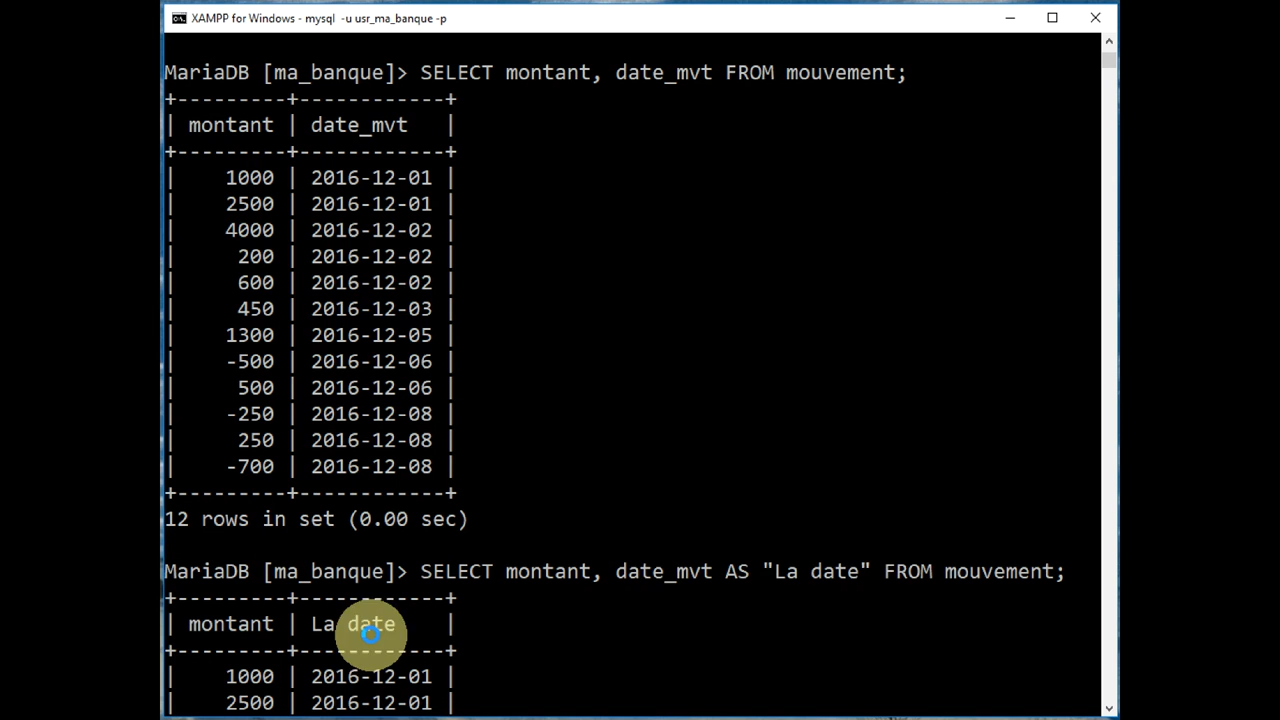 XAMPP for Windows - mysql  -u usr_ma_banque -p
MariaDB [ma_banque]> SELECT montant, date_mvt FROM mouvement;
+---------+------------+
| montant | date_mvt   |
+---------+------------+
|    1000 | 2016-12-01 |
|    2500 | 2016-12-01 |
|    4000 | 2016-12-02 |
|     200 | 2016-12-02 |
|     600 | 2016-12-02 |
|     450 | 2016-12-03 |
|    1300 | 2016-12-05 |
|    -500 | 2016-12-06 |
|     500 | 2016-12-06 |
|    -250 | 2016-12-08 |
|     250 | 2016-12-08 |
|    -700 | 2016-12-08 |
+---------+------------+
12 rows in set (0.00 sec)
MariaDB [ma_banque]> SELECT montant, date_mvt AS "La date" FROM mouvement;
+---------+------------+
| montant | La date    |
+---------+------------+
|    1000 | 2016-12-01 |
|    2500 | 2016-12-01 |